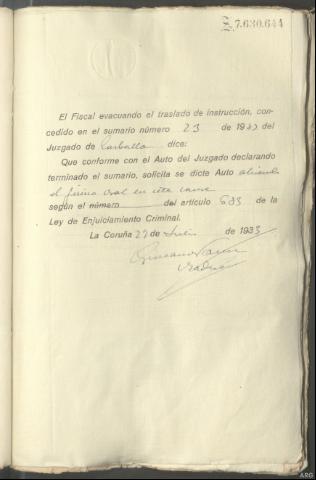 Z.7.630.644
El Fiscal evacuando el traslado de instrucción, con-
cedido en el sumario número 23 de 1933 del
Juzgado de Carballo dice:
Que conforme con el Auto del Juzgado declarando
terminado el sumario, solicita se dicte Auto abriendo
el juicio oral en esta causa
según el número del artículo 633 de la
Ley de Enjuiciamiento Criminal.
La Coruña 27 de Julio de 1933
ARG